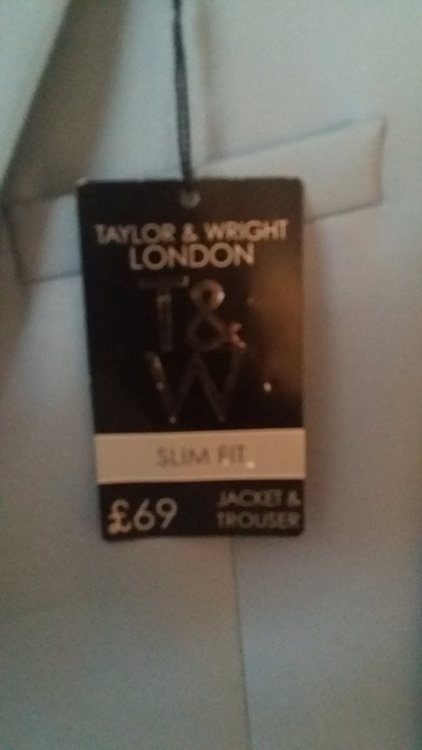 TAYLOR & WRIGHT
LONDON
T&
W
SLIM FIT
£69
JACKET &
TROUSER